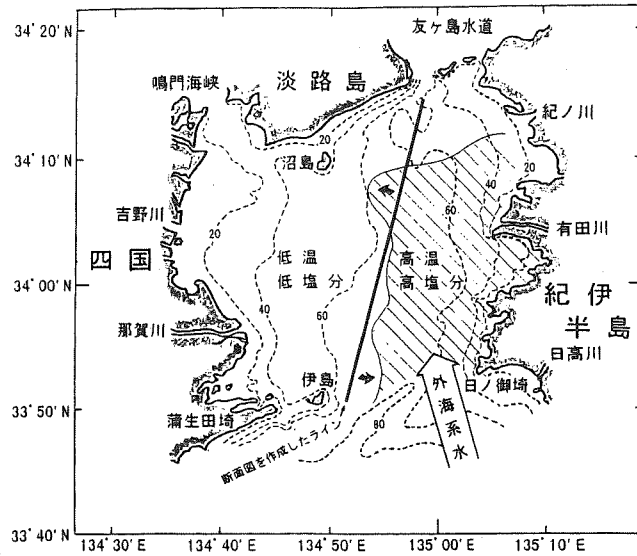 34°20' N
34°10' N
34°00' N
33°50' N
33°40' N
134°30' E
134°40' E
134°50' E
135°00' E
135°10' E
友ヶ島水道
鳴門海峡
淡路島
紀ノ川
沼島
吉野川
四国
有田川
低温
低塩分
高温
高塩分
紀伊
半島
那賀川
日高川
伊島
日ノ御埼
蒲生田埼
断面図を作成したライン
外海系水
20
20
20
40
40
60
60
80